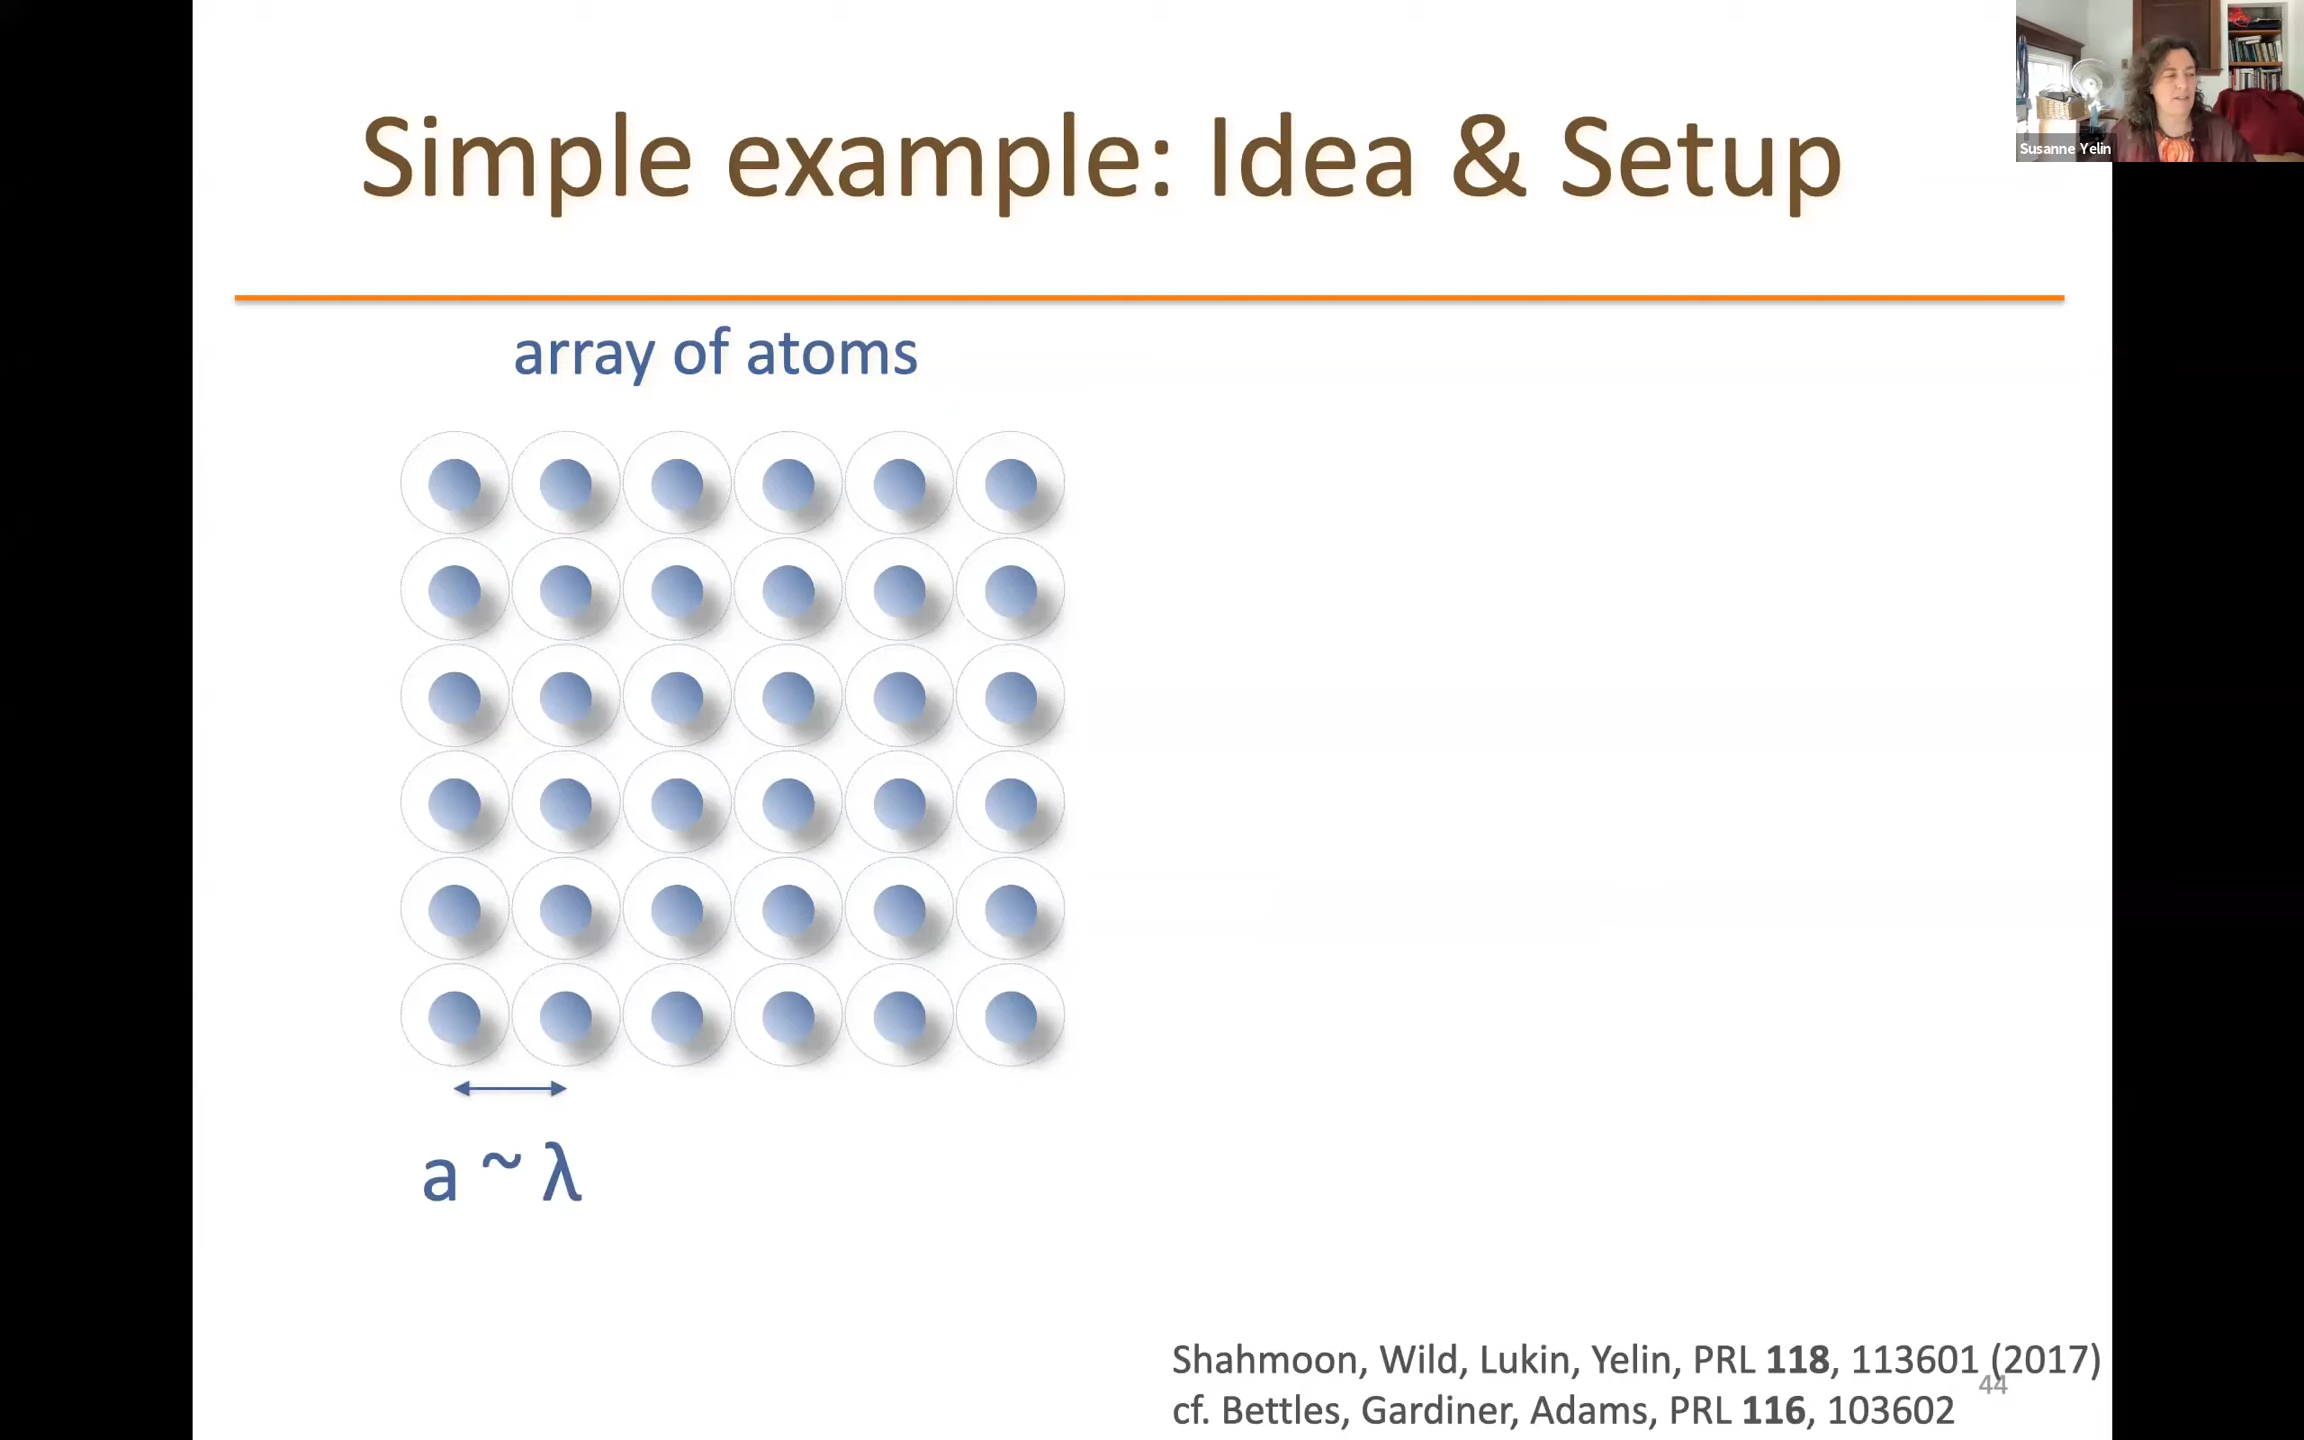 Susanne Yelin
Simple example: Idea & Setup
array of atoms
a ~ λ
Shahmoon, Wild, Lukin, Yelin, PRL 118, 113601 (2017)
44
cf. Bettles, Gardiner, Adams, PRL 116, 103602